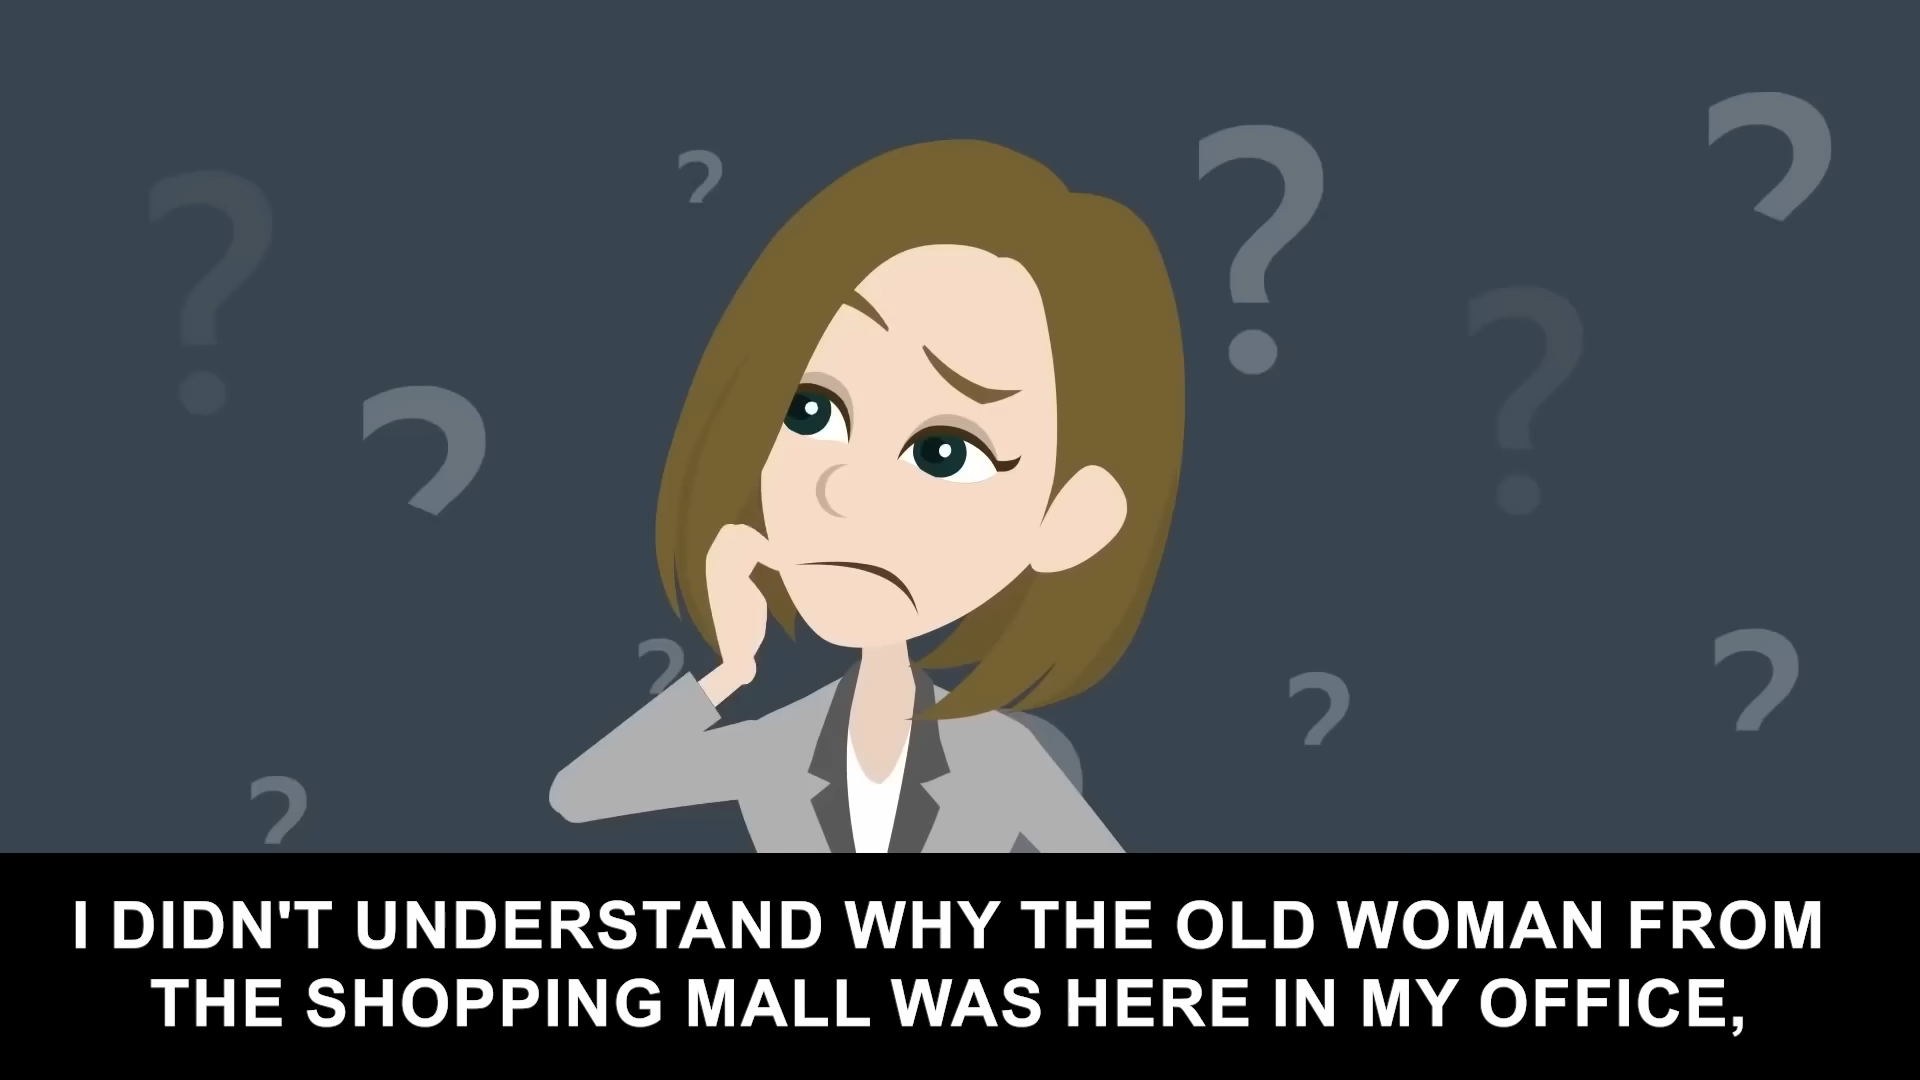 I DIDN'T UNDERSTAND WHY THE OLD WOMAN FROM
THE SHOPPING MALL WAS HERE IN MY OFFICE,